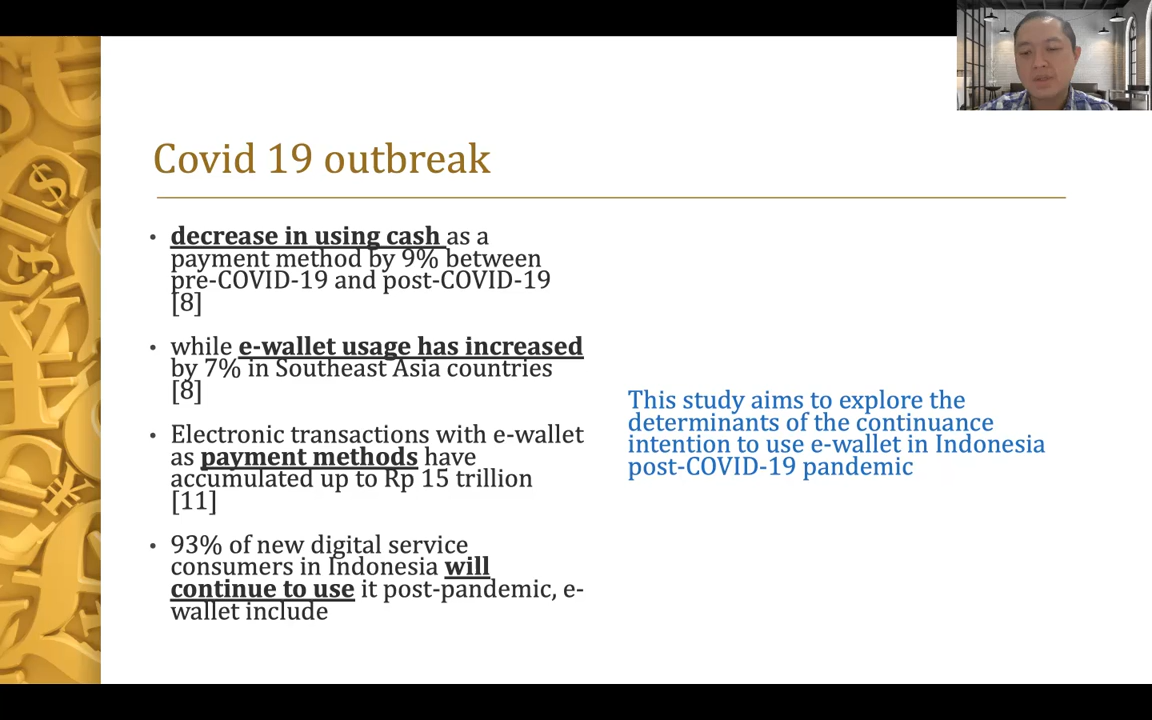 Covid 19 outbreak
• decrease in using cash as a
payment method by 9% between
pre-COVID-19 and post-COVID-19
[8]
• while e-wallet usage has increased
by 7% in Southeast Asia countries
[8]
• Electronic transactions with e-wallet
as payment methods have
accumulated up to Rp 15 trillion
[11]
• 93% of new digital service
consumers in Indonesia will
continue to use it post-pandemic, e-
wallet include
This study aims to explore the
determinants of the continuance
intention to use e-wallet in Indonesia
post-COVID-19 pandemic